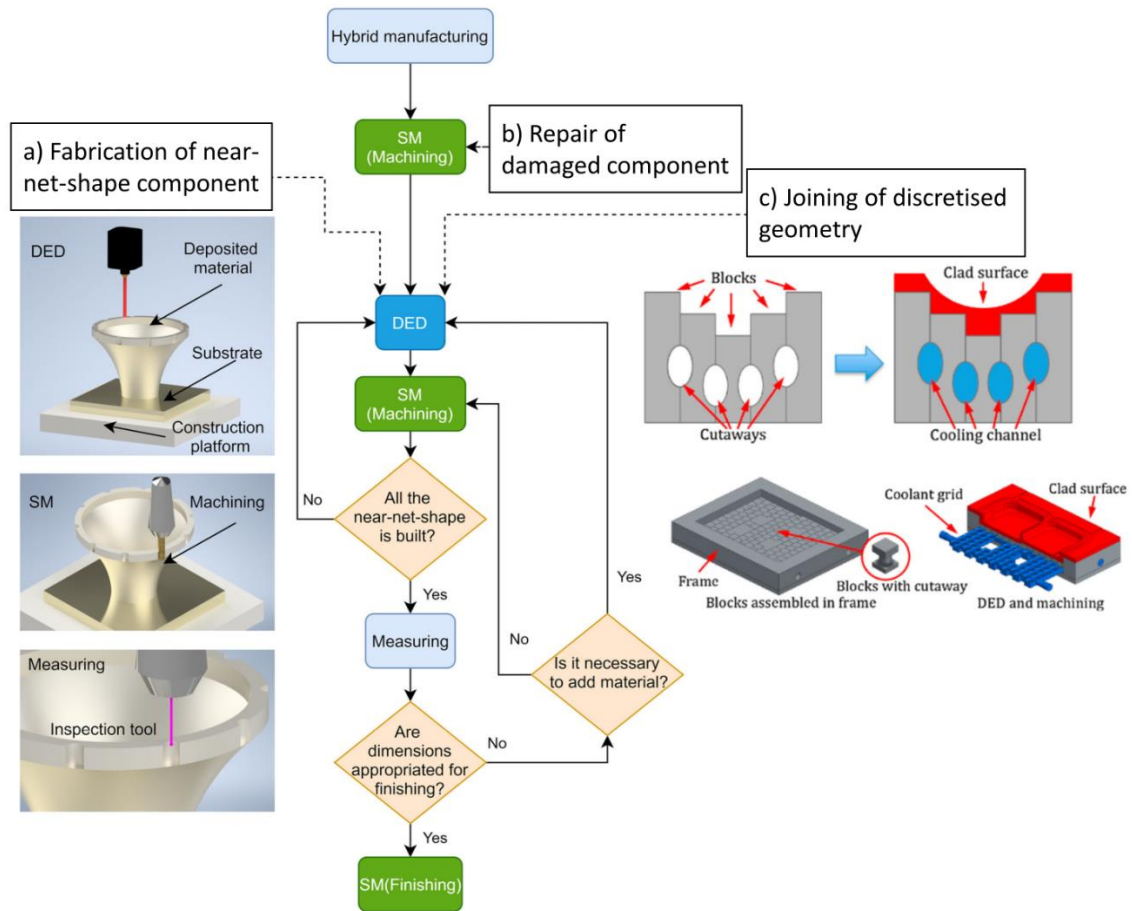 Hybrid manufacturing
SM
(Machining)
b) Repair of
damaged component
a) Fabrication of near-
net-shape component
c) Joining of discretised
geometry
DED
Deposited
material
Substrate
Construction
platform
SM
Machining
Measuring
Inspection tool
DED
SM
(Machining)
No
All the
near-net-shape
is built?
Yes
Measuring
Are
dimensions
appropriated for
finishing?
No
Yes
SM(Finishing)
No
Is it necessary
to add material?
Yes
Blocks
Cutaways
Clad surface
Cooling channel
Frame
Blocks with cutaway
Blocks assembled in frame
Coolant grid
Clad surface
DED and machining